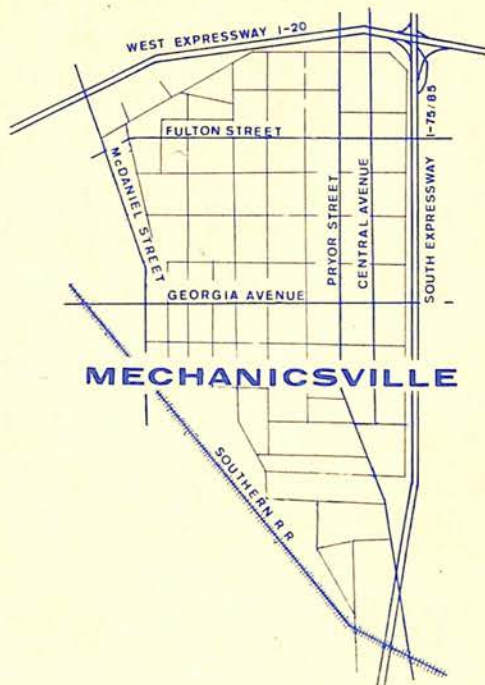 WEST EXPRESSWAY I-20
FULTON STREET
McDANIEL STREET
PRYOR STREET
CENTRAL AVENUE
SOUTH EXPRESSWAY I-75/85
GEORGIA AVENUE
MECHANICSVILLE
SOUTHERN R R